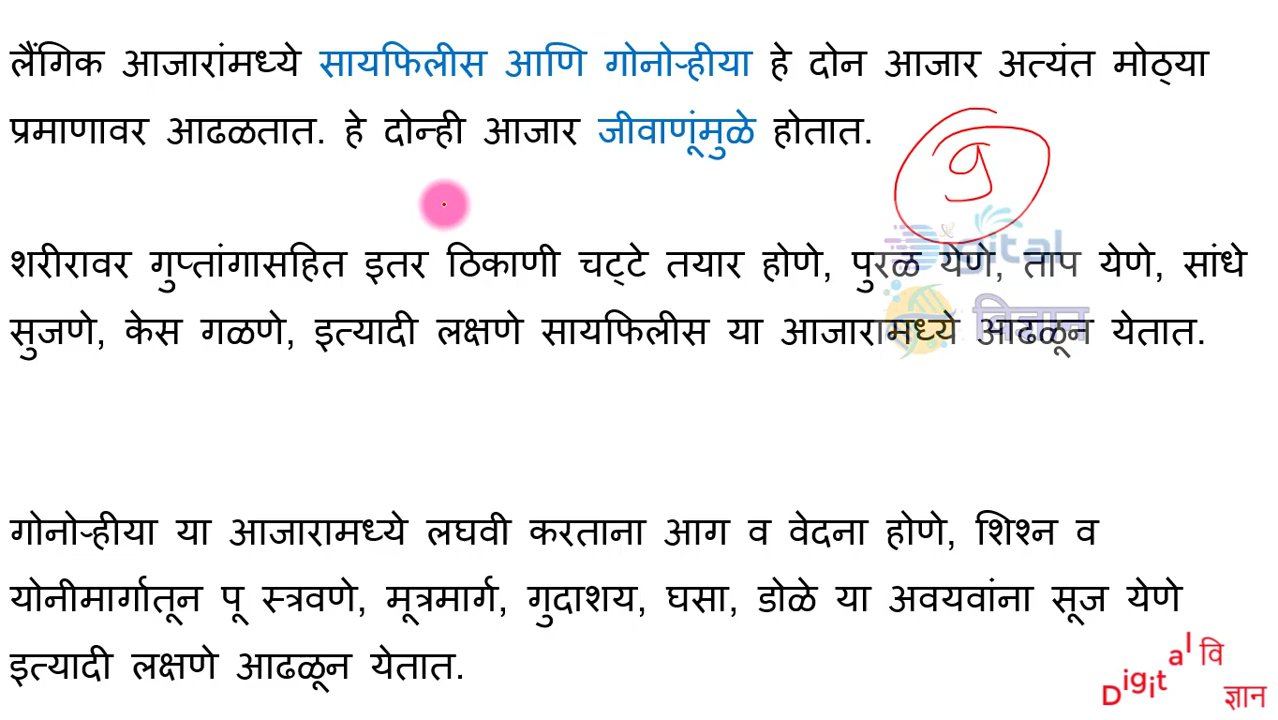 लैंगिक आजारांमध्ये सायफिलीस आणि गोनोऱ्हीया हे दोन आजार अत्यंत मोठ्या
प्रमाणावर आढळतात. हे दोन्ही आजार जीवाणूंमुळे होतात.
Digital
विज्ञान
शरीरावर गुप्तांगासहित इतर ठिकाणी चट्टे तयार होणे, पुरळ येणे, ताप येणे, सांधे
सुजणे, केस गळणे, इत्यादी लक्षणे सायफिलीस या आजारामध्ये आढळून येतात.
गोनोऱ्हीया या आजारामध्ये लघवी करताना आग व वेदना होणे, शिश्न व
योनीमार्गातून पू स्त्रवणे, मूत्रमार्ग, गुदाशय, घसा, डोळे या अवयवांना सूज येणे
इत्यादी लक्षणे आढळून येतात.
Digital विज्ञान